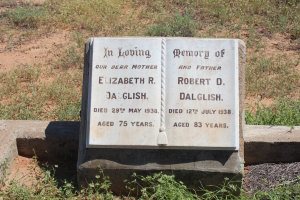 In Loving Memory of
OUR DEAR MOTHER
ELIZABETH R.
DALGLISH.
DIED 29TH MAY 1938.
AGED 75 YEARS.
AND FATHER
ROBERT D.
DALGLISH.
DIED 12TH JULY 1938.
AGED 83 YEARS.